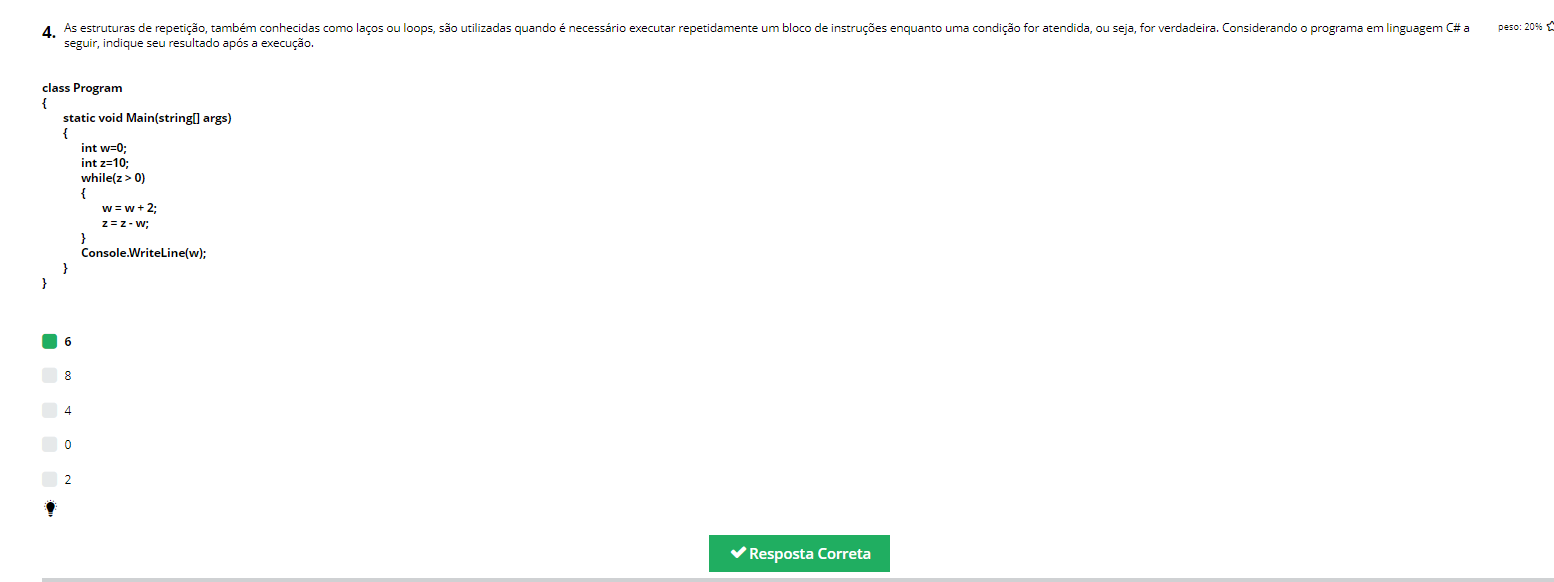 4. As estruturas de repetição, também conhecidas como laços ou loops, são utilizadas quando é necessário executar repetidamente um bloco de instruções enquanto uma condição for atendida, ou seja, for verdadeira. Considerando o programa em linguagem C# a
peso: 20%
seguir, indique seu resultado após a execução.
class Program
{
static void Main(string[] args)
{
int w=0;
int z=10;
while(z > 0)
{
w = w + 2;
z = z - w;
}
Console.WriteLine(w);
}
}
6
8
4
0
2
Resposta Correta